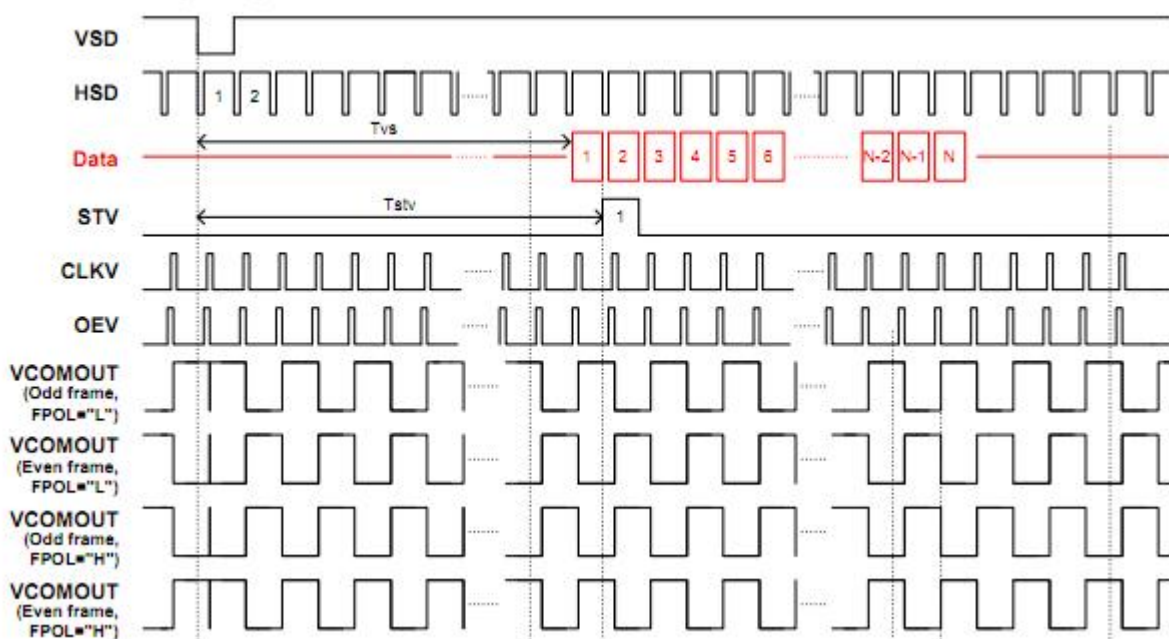 VSD
HSD
1 2
Tvs
Data
1 2 3 4 5 6 N-2 N-1 N
Tstv
STV
1
CLKV
OEV
VCOMOUT
(Odd frame,
FPOL="L")
VCOMOUT
(Even frame,
FPOL="L")
VCOMOUT
(Odd frame,
FPOL="H")
VCOMOUT
(Even frame,
FPOL="H")